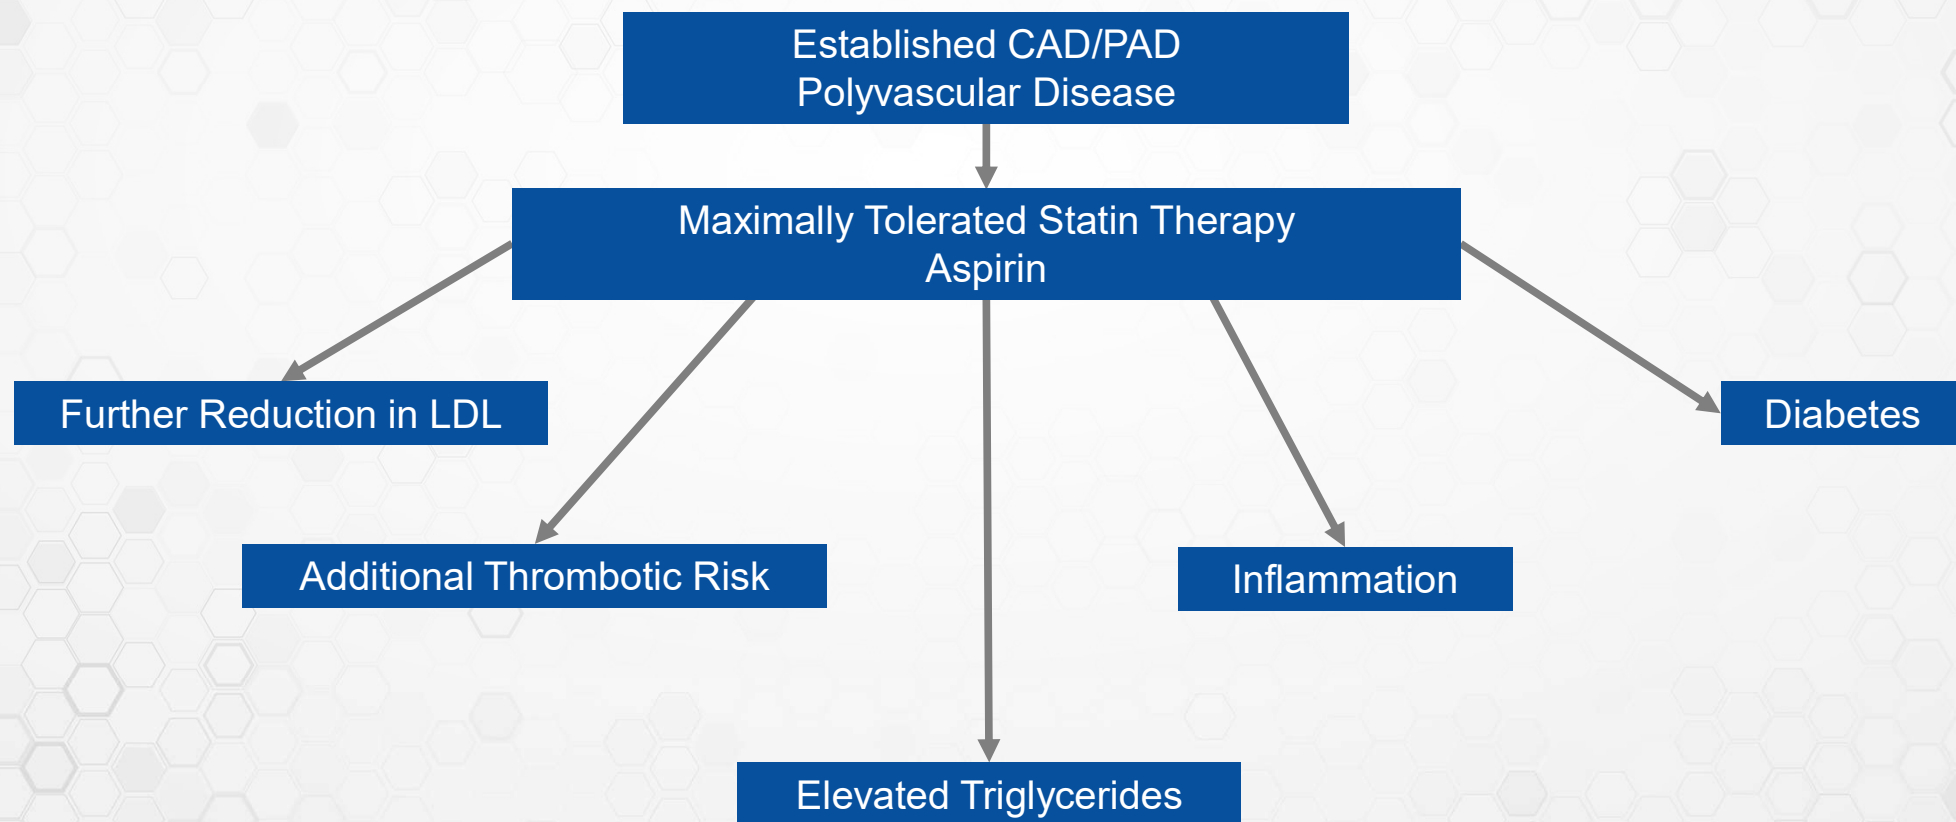 Established CAD/PAD
Polyvascular Disease
Maximally Tolerated Statin Therapy
Aspirin
Further Reduction in LDL
Diabetes
Additional Thrombotic Risk
Inflammation
Elevated Triglycerides